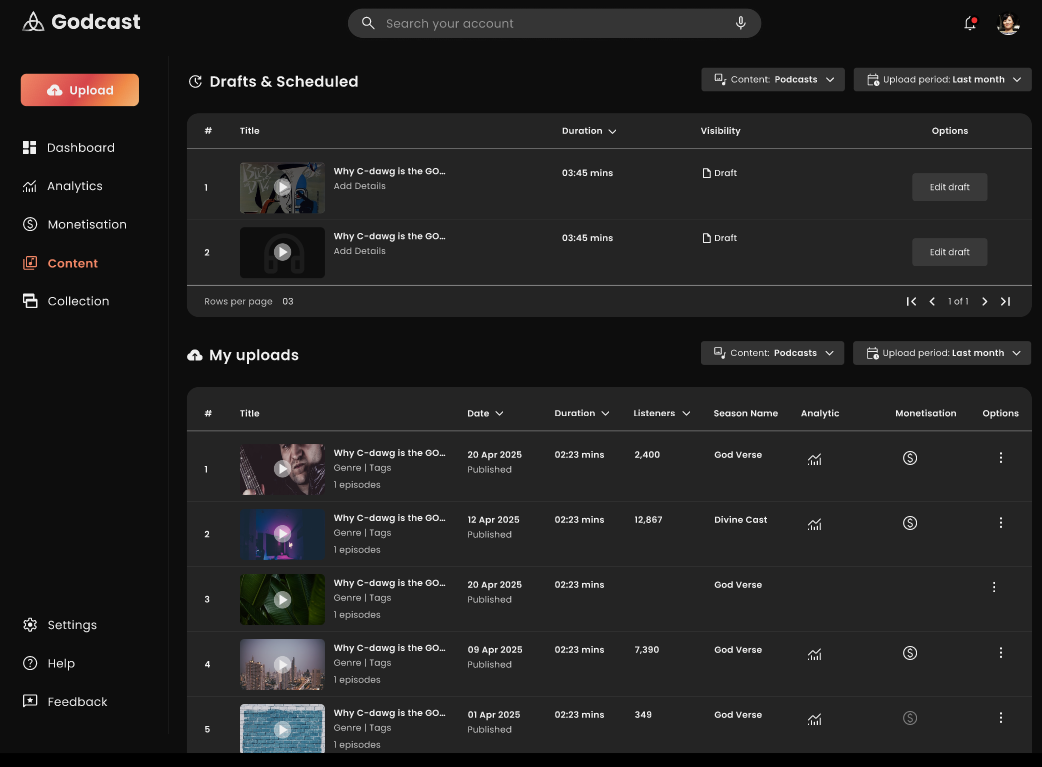 Godcast
Search your account
Upload
Dashboard
Analytics
Monetisation
Content
Collection
Settings
Help
Feedback
Drafts & Scheduled
Content: Podcasts
Upload period: Last month
# Title Duration Visibility Options
1 Why C-dawg is the GO... 03:45 mins Draft Edit draft
Add Details
2 Why C-dawg is the GO... 03:45 mins Draft Edit draft
Add Details
Rows per page 03 1 of 1
My uploads
Content: Podcasts
Upload period: Last month
# Title Date Duration Listeners Season Name Analytic Monetisation Options
1 Why C-dawg is the GO... 20 Apr 2025 02:23 mins 2,400 God Verse
Genre | Tags Published
1 episodes
2 Why C-dawg is the GO... 12 Apr 2025 02:23 mins 12,867 Divine Cast
Genre | Tags Published
1 episodes
3 Why C-dawg is the GO... 20 Apr 2025 02:23 mins God Verse
Genre | Tags Published
1 episodes
4 Why C-dawg is the GO... 09 Apr 2025 02:23 mins 7,390 God Verse
Genre | Tags Published
1 episodes
5 Why C-dawg is the GO... 01 Apr 2025 02:23 mins 349 God Verse
Genre | Tags Published
1 episodes